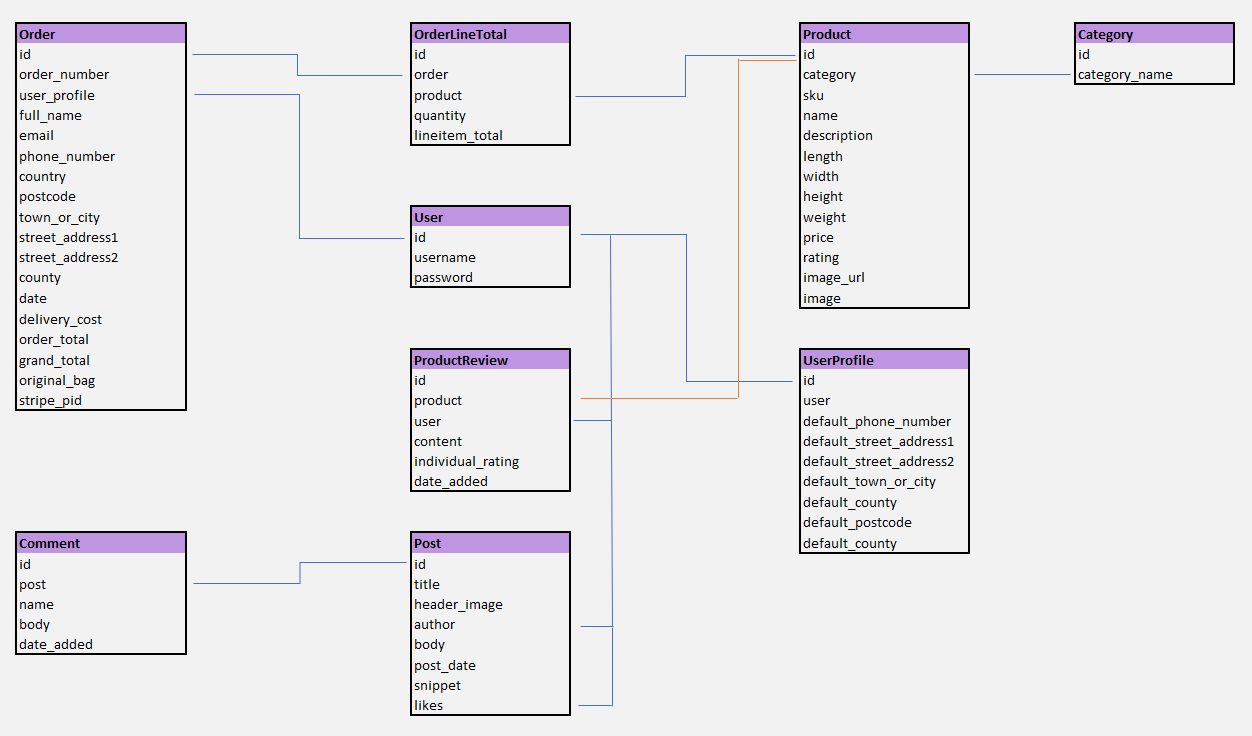 Order
id
order_number
user_profile
full_name
email
phone_number
country
postcode
town_or_city
street_address1
street_address2
county
date
delivery_cost
order_total
grand_total
original_bag
stripe_pid
OrderLineTotal
id
order
product
quantity
lineitem_total
Product
id
category
sku
name
description
length
width
height
weight
price
rating
image_url
image
Category
id
category_name
User
id
username
password
ProductReview
id
product
user
content
individual_rating
date_added
UserProfile
id
user
default_phone_number
default_street_address1
default_street_address2
default_town_or_city
default_county
default_postcode
default_county
Comment
id
post
name
body
date_added
Post
id
title
header_image
author
body
post_date
snippet
likes